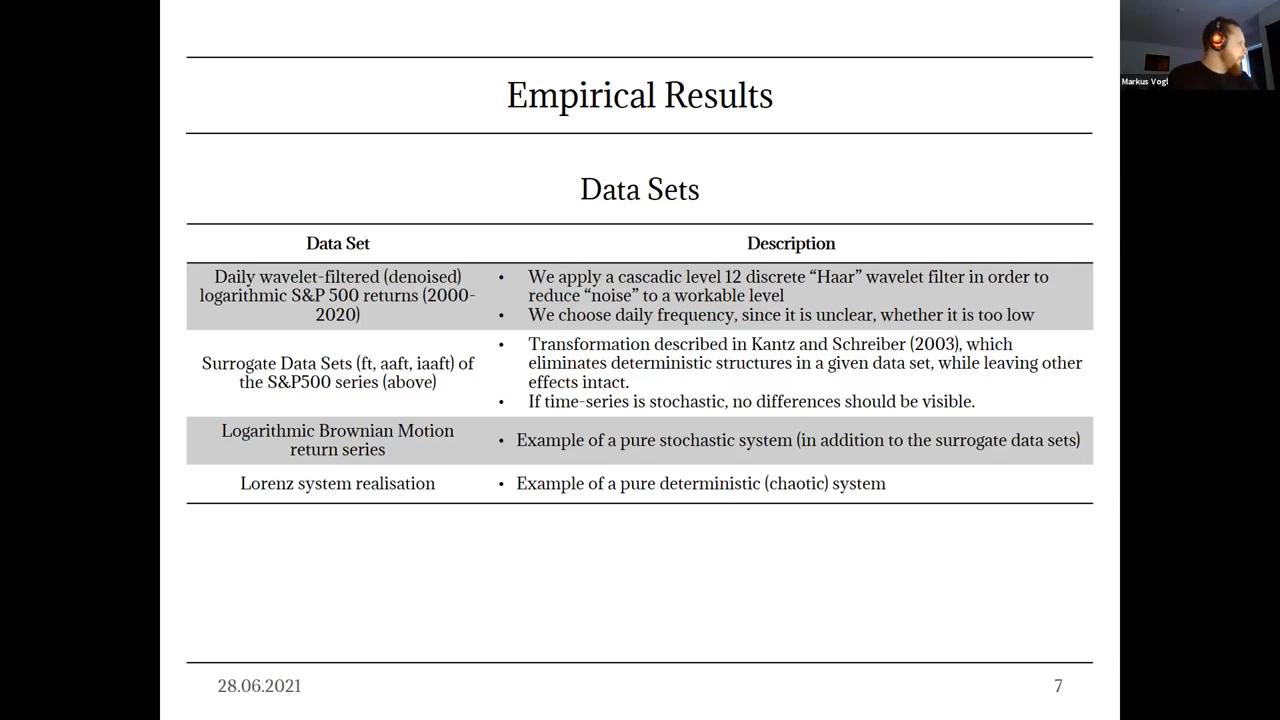 Markus Vogl
Empirical Results
Data Sets
Data Set
Description
Daily wavelet-filtered (denoised)
logarithmic S&P 500 returns (2000-
2020)
• We apply a cascadic level 12 discrete “Haar” wavelet filter in order to
reduce “noise” to a workable level
• We choose daily frequency, since it is unclear, whether it is too low
Surrogate Data Sets (ft, aaft, iaaft) of
the S&P500 series (above)
• Transformation described in Kantz and Schreiber (2003), which
eliminates deterministic structures in a given data set, while leaving other
effects intact.
• If time-series is stochastic, no differences should be visible.
Logarithmic Brownian Motion
return series
• Example of a pure stochastic system (in addition to the surrogate data sets)
Lorenz system realisation
• Example of a pure deterministic (chaotic) system
28.06.2021
7